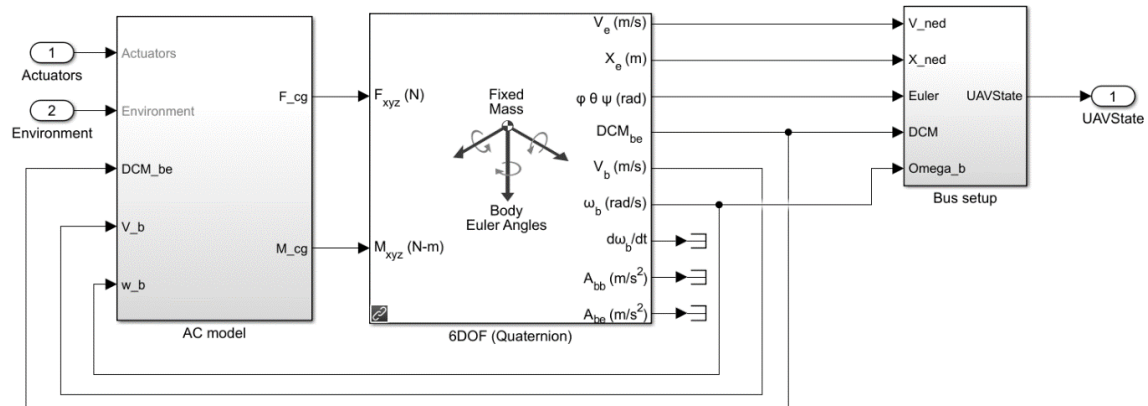 1
Actuators
2
Environment
Actuators
Environment
DCM_be
V_b
w_b
F_cg
M_cg
AC model
F_xyz (N)
M_xyz (N-m)
Fixed
Mass
Body
Euler Angles
V_e (m/s)
X_e (m)
φ θ ψ (rad)
DCM_be
V_b (m/s)
ω_b (rad/s)
dω_b/dt
A_bb (m/s²)
A_be (m/s²)
6DOF (Quaternion)
V_ned
X_ned
Euler
DCM
Omega_b
UAVState
Bus setup
1
UAVState